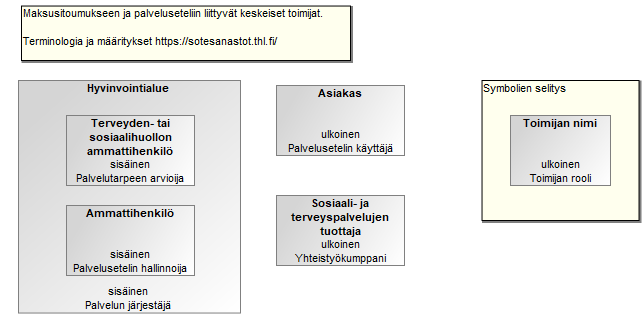 Maksusitoumukseen ja palveluseteliin liittyvät keskeiset toimijat.
Terminologia ja määritykset https://sotesanastot.thl.fi/
Hyvinvointialue
Terveyden- tai
sosiaalihuollon
ammattihenkilö
sisäinen
Palvelutarpeen arvioija
Ammattihenkilö
sisäinen
Palvelusetelin hallinnoija
sisäinen
Palvelun järjestäjä
Asiakas
ulkoinen
Palvelusetelin käyttäjä
Sosiaali- ja
terveyspalvelujen
tuottaja
ulkoinen
Yhteistyökumppani
Symbolien selitys
Toimijan nimi
ulkoinen
Toimijan rooli